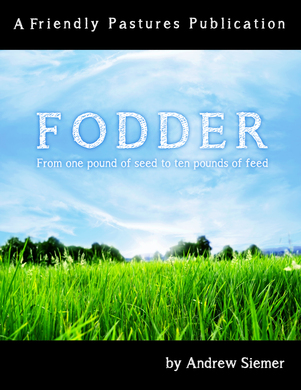 A Friendly Pastures Publication
FODDER
From one pound of seed to ten pounds of feed
by Andrew Siemer